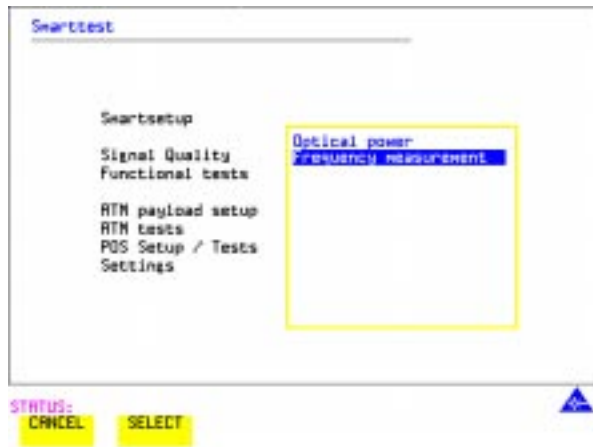 Smarttest
Smartsetup
Signal Quality
Functional tests
ATM payload setup
ATM tests
POS Setup / Tests
Settings
Optical power
Frequency measurement
STATUS:
CANCEL
SELECT